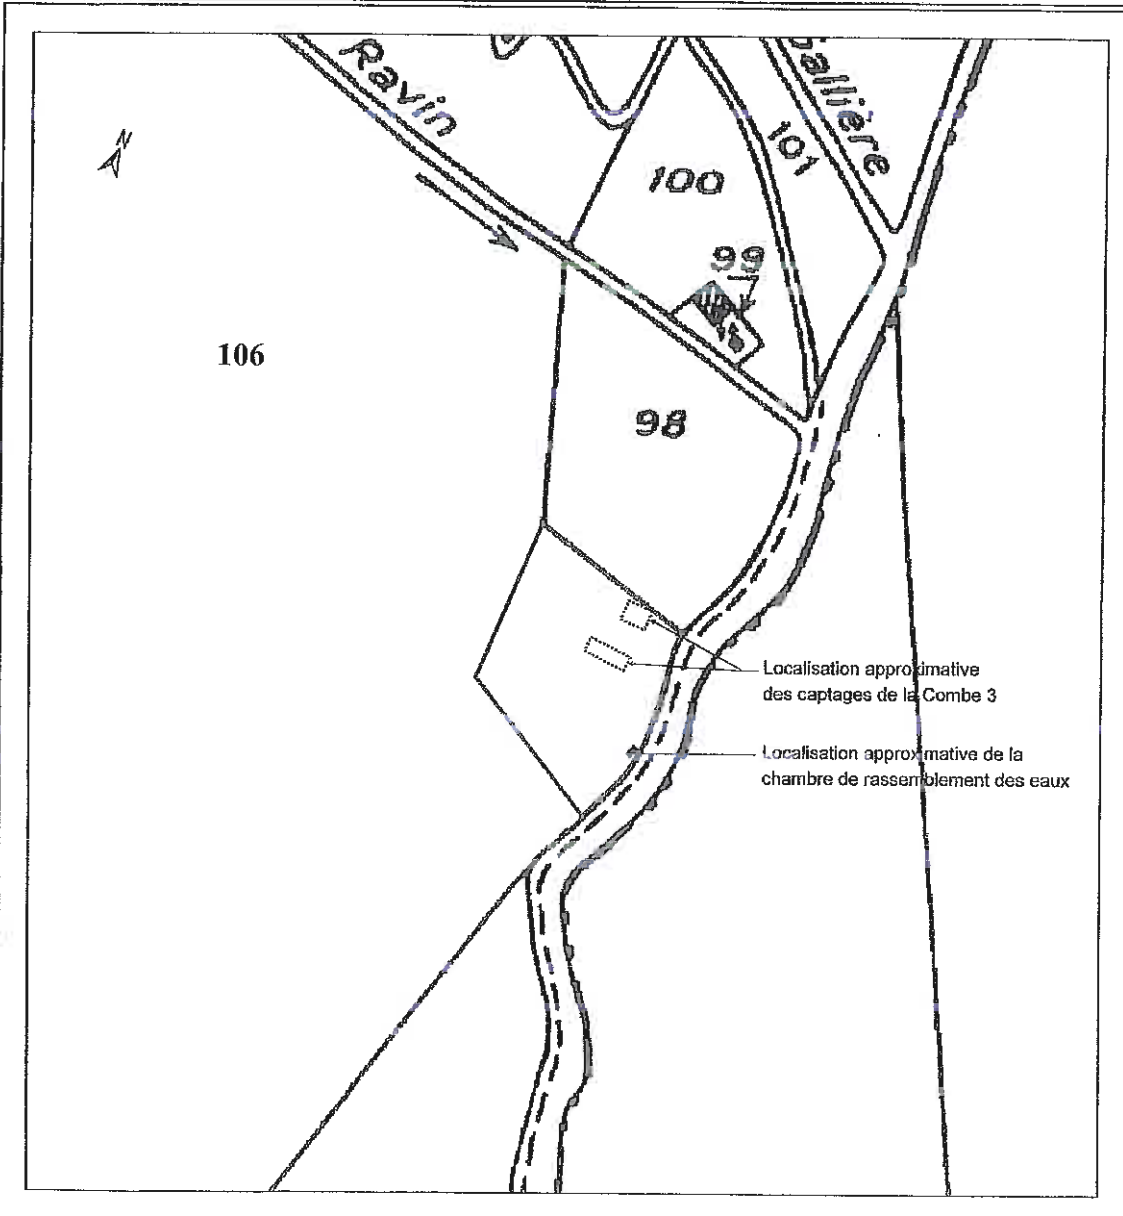 Ravin
N
101
100
99
106
98
Localisation approximative
des captages de la Combe 3
Localisation approximative de la
chambre de rassemblement des eaux